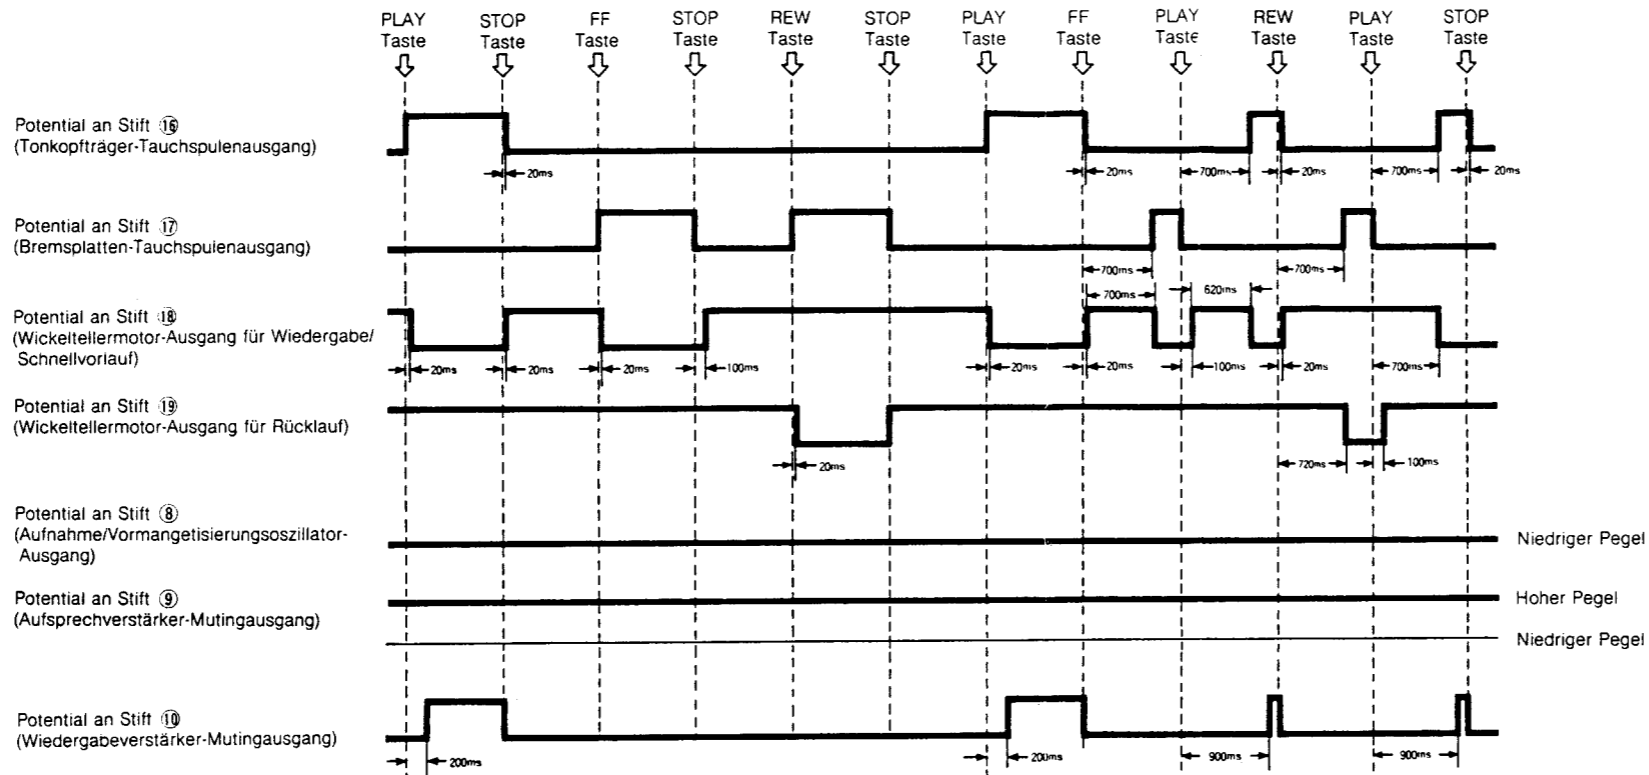 PLAY STOP FF STOP REW STOP PLAY FF PLAY REW PLAY STOP
Taste Taste Taste Taste Taste Taste Taste Taste Taste Taste Taste Taste
Potential an Stift ⑯
(Tonkopfträger-Tauchspulenausgang)
20ms 20ms 700ms 20ms 700ms 20ms
Potential an Stift ⑰
(Bremsplatten-Tauchspulenausgang)
700ms 700ms
700ms 620ms
Potential an Stift ⑱
(Wickeltellermotor-Ausgang für Wiedergabe/
Schnellvorlauf)
20ms 20ms 20ms 100ms 20ms 20ms 100ms 20ms 700ms
Potential an Stift ⑲
(Wickeltellermotor-Ausgang für Rücklauf)
20ms 720ms 100ms
Potential an Stift ⑧
(Aufnahme/Vormangetisierungsoszillator-
Ausgang)
Niedriger Pegel
Potential an Stift ⑨
(Aufsprechverstärker-Mutingausgang)
Hoher Pegel
Niedriger Pegel
Potential an Stift ⑩
(Wiedergabeverstärker-Mutingausgang)
200ms 200ms 900ms 900ms